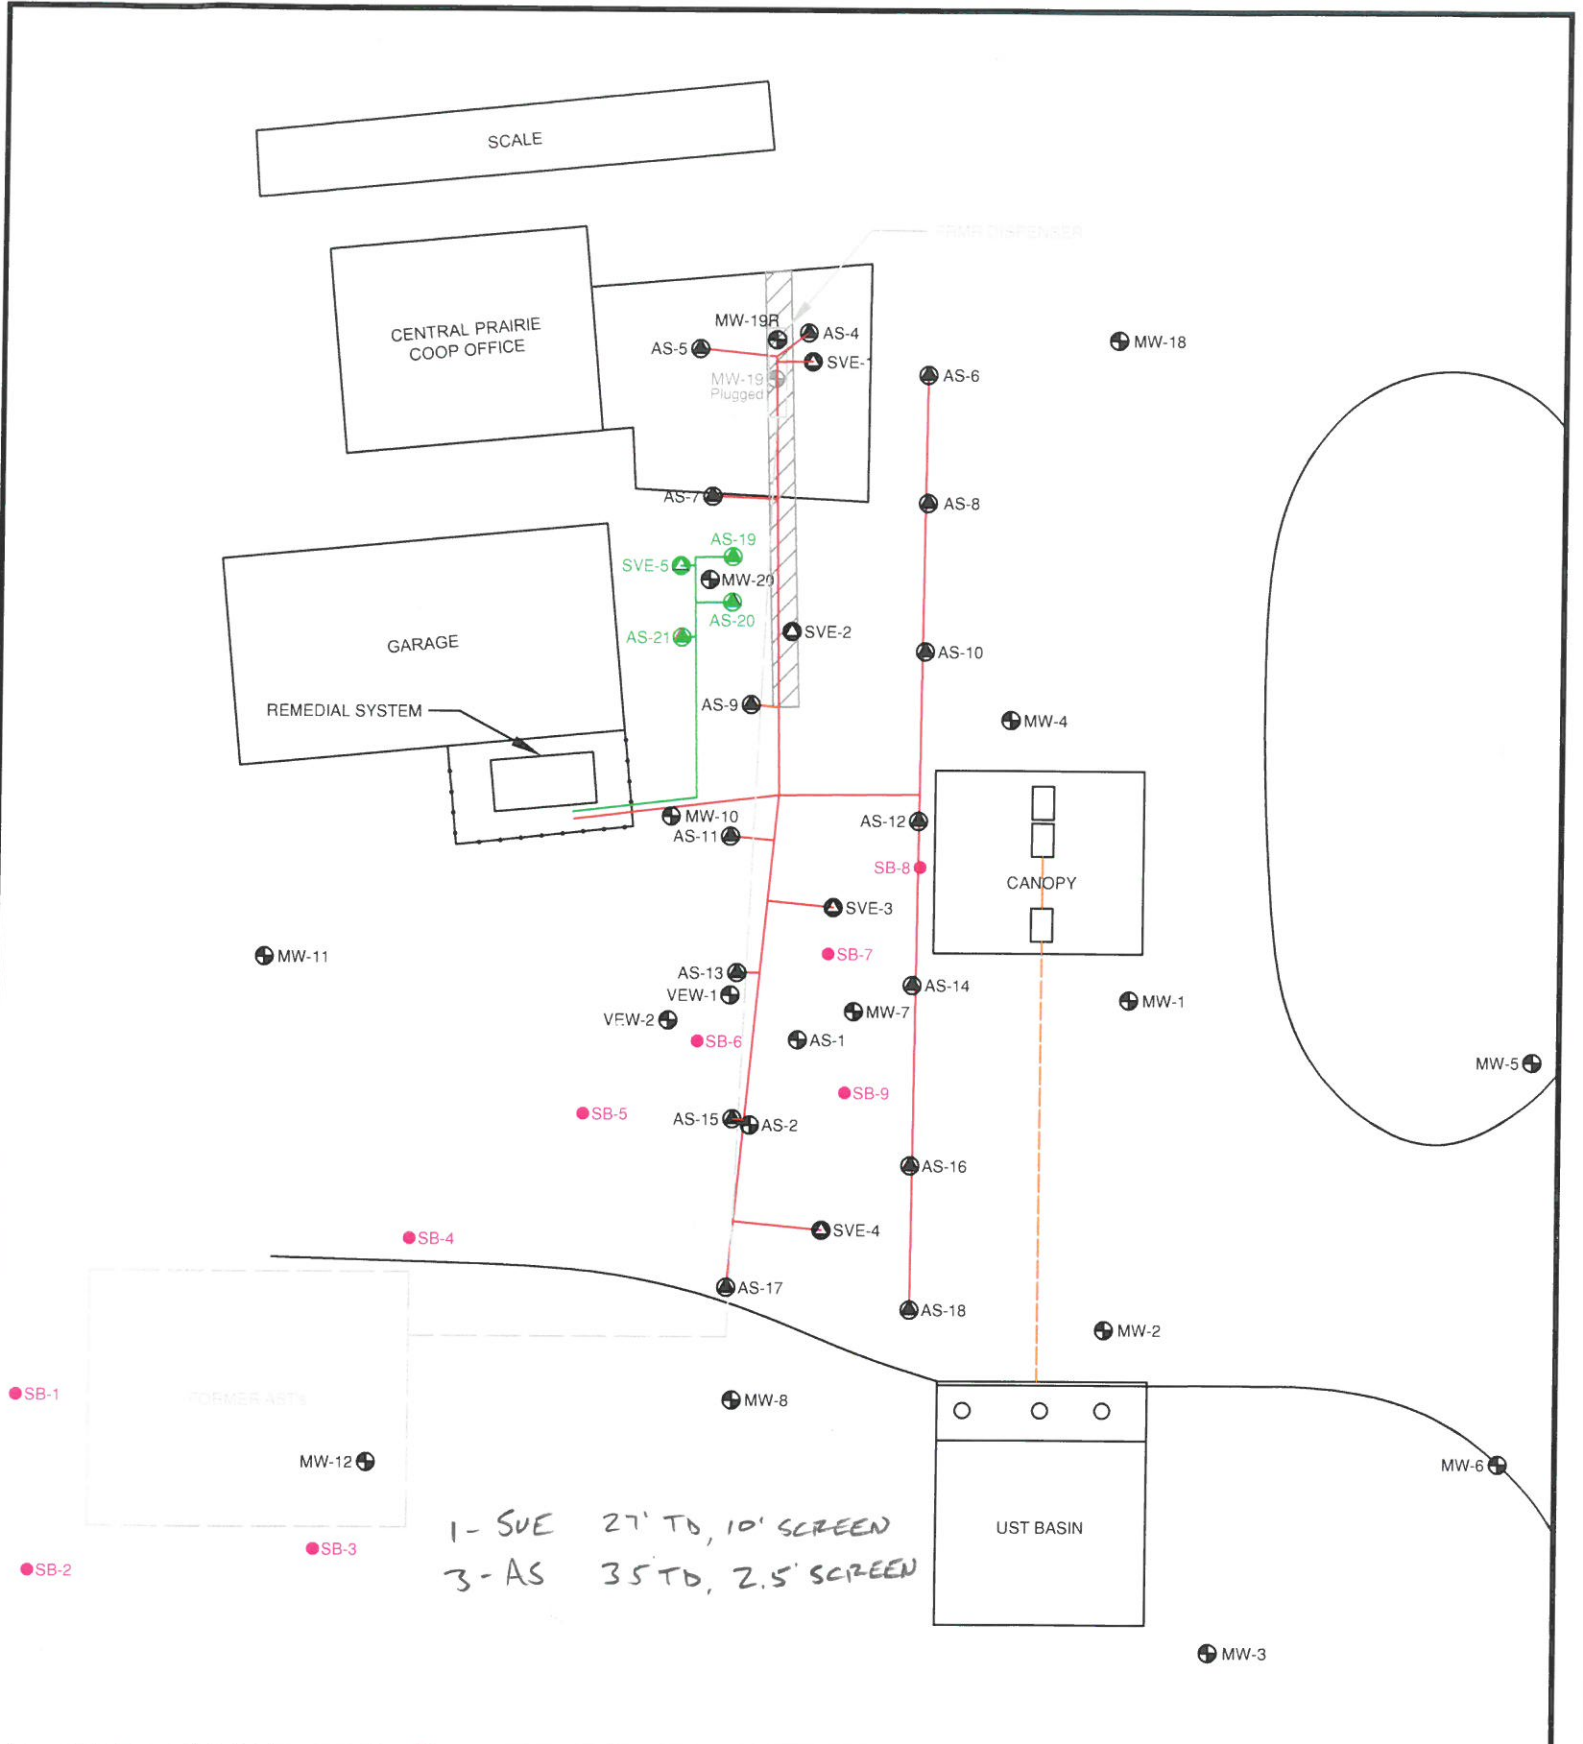 SCALE
FRMR DISPENSER
CENTRAL PRAIRIE
COOP OFFICE
MW-19R
AS-4
AS-5
SVE-1
MW-18
MW-19
Plugged
AS-6
AS-7
AS-8
AS-19
SVE-5
MW-20
AS-20
AS-21
SVE-2
GARAGE
AS-10
REMEDIAL SYSTEM
AS-9
MW-4
MW-10
AS-11
AS-12
SB-8
CANOPY
SVE-3
MW-11
SB-7
AS-13
VEW-1
AS-14
MW-1
VEW-2
MW-7
SB-6
AS-1
MW-5
SB-9
SB-5
AS-15
AS-2
AS-16
SB-4
SVE-4
AS-17
AS-18
MW-2
SB-1
FORMER AST's
MW-8
MW-12
MW-6
1- SVE 27' TD, 10' SCREEN
UST BASIN
SB-3
SB-2
3- AS 35 TD, 2.5' SCREEN
MW-3